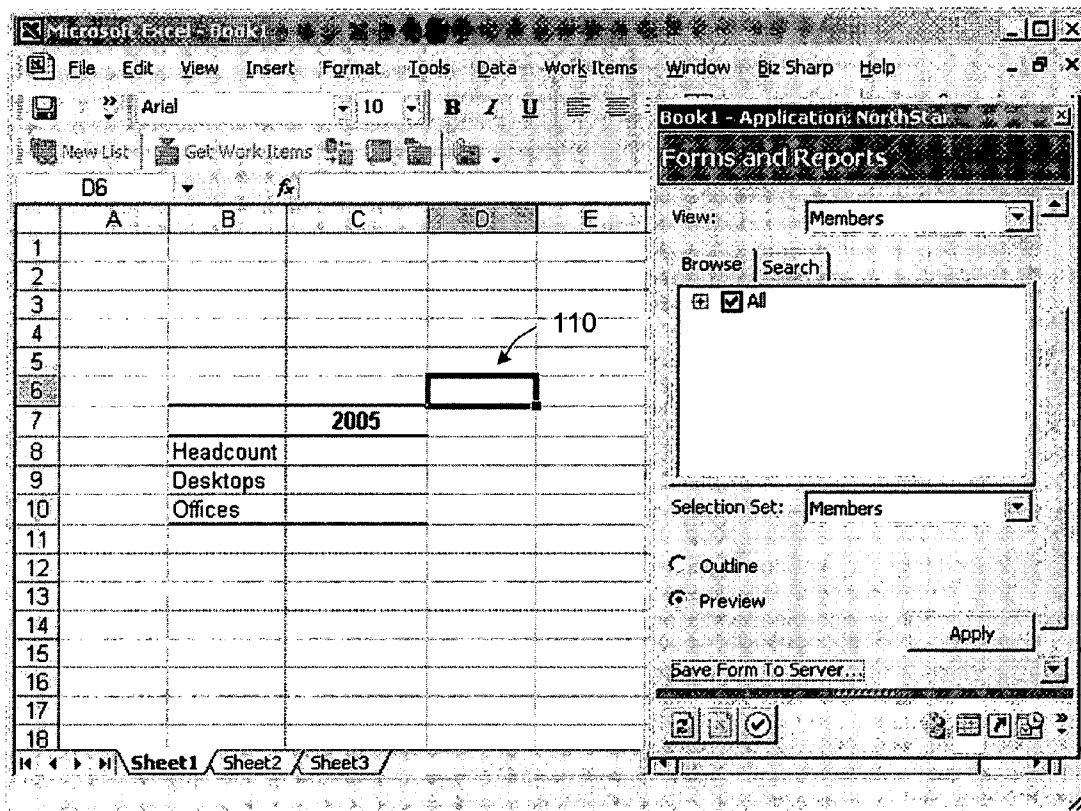 Microsoft Excel - Book1
File Edit View Insert Format Tools Data Work Items Window Biz Sharp Help
Arial 10 B I U
New List Get Work Items
D6 fx
A B C D E
1
2
3
4
110
5
6
7 2005
8 Headcount
9 Desktops
10 Offices
11
12
13
14
15
16
17
18
Sheet1 Sheet2 Sheet3
Book1 - Application: NorthStar
Forms and Reports
View: Members
Browse Search
All
Selection Set: Members
Outline
Preview
Apply
Save Form To Server...